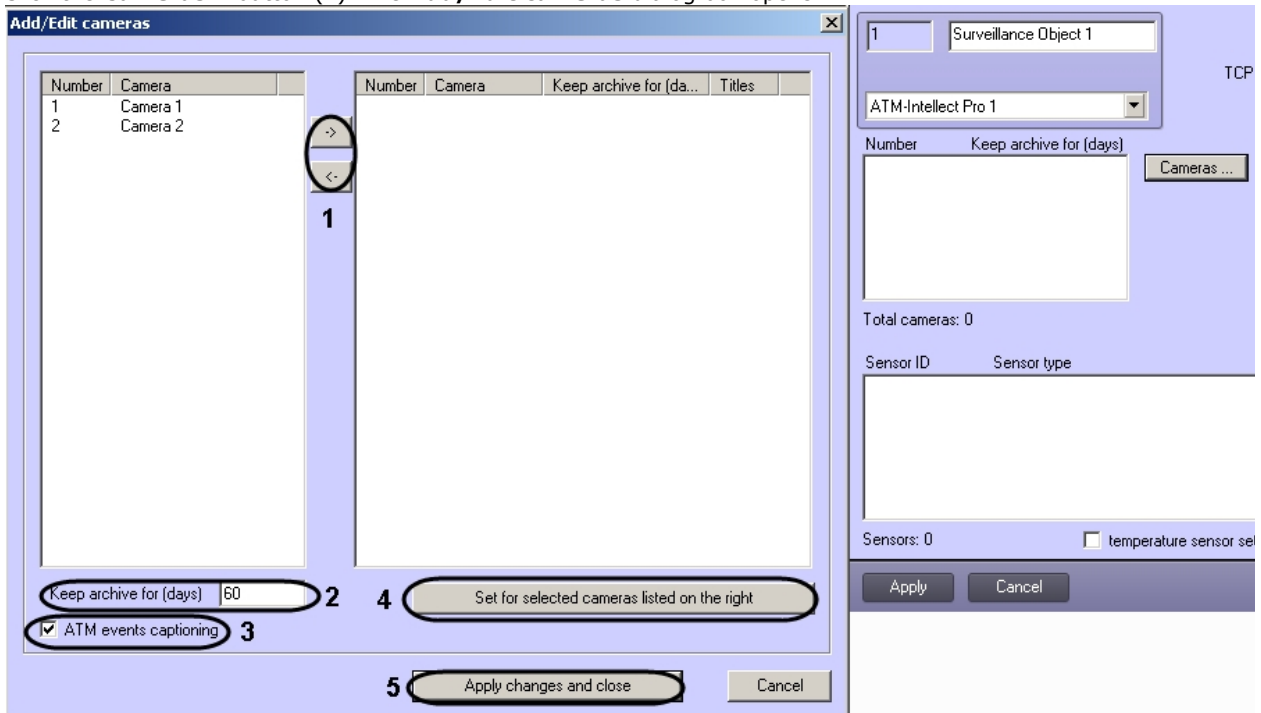 Add/Edit cameras
Number Camera
1 Camera 1
2 Camera 2
->
<-
1
Number Camera Keep archive for (da... Titles
Keep archive for (days) 60 2
ATM events captioning 3
4 Set for selected cameras listed on the right
5 Apply changes and close Cancel
1 Surveillance Object 1
TCP
ATM-Intellect Pro 1
Number Keep archive for (days)
Cameras ...
Total cameras: 0
Sensor ID Sensor type
Sensors: 0 temperature sensor sel
Apply Cancel